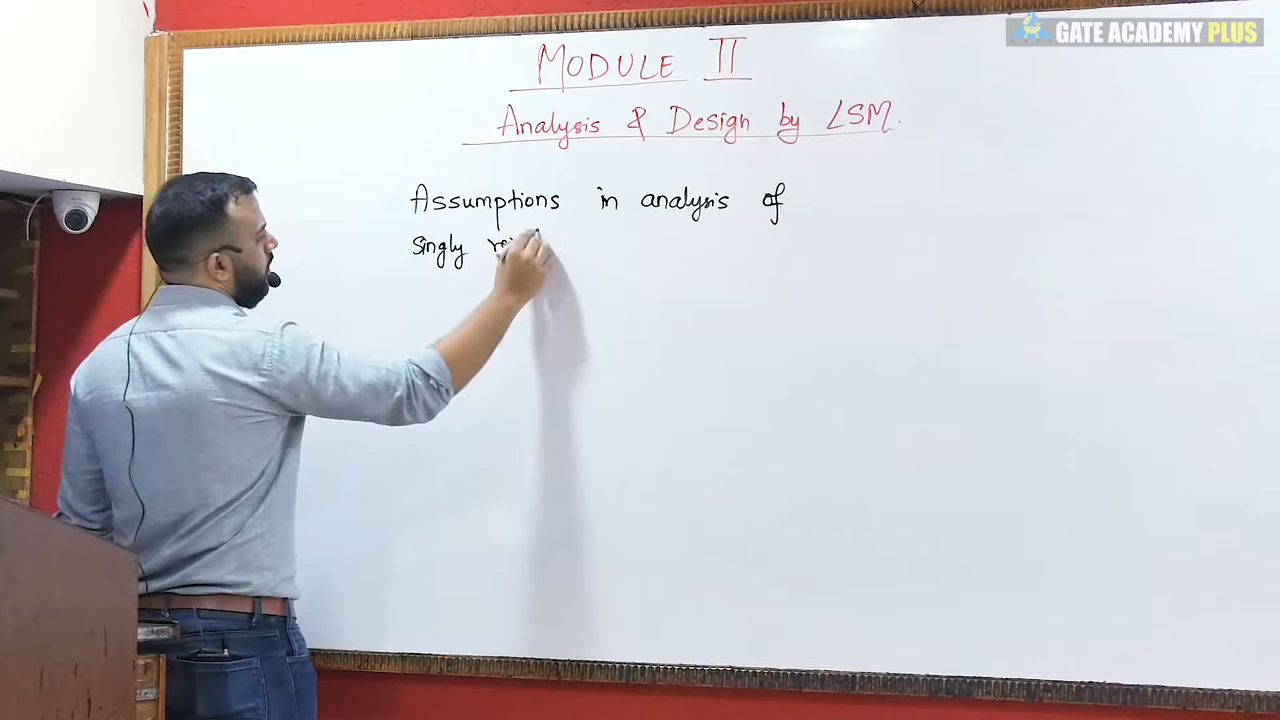 GATE ACADEMY PLUS
MODULE II
Analysis & Design by LSM.
Assumptions in analysis of
singly